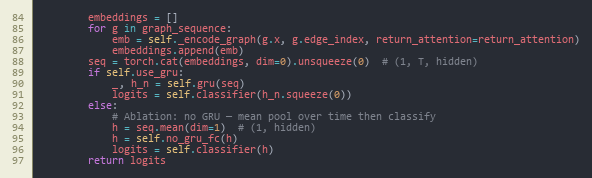 84 embeddings = []
85 for g in graph_sequence:
86 emb = self._encode_graph(g.x, g.edge_index, return_attention=return_attention)
87 embeddings.append(emb)
88 seq = torch.cat(embeddings, dim=0).unsqueeze(0)  # (1, T, hidden)
89 if self.use_gru:
90 _, h_n = self.gru(seq)
91 logits = self.classifier(h_n.squeeze(0))
92 else:
93 # Ablation: no GRU — mean pool over time then classify
94 h = seq.mean(dim=1)  # (1, hidden)
95 h = self.no_gru_fc(h)
96 logits = self.classifier(h)
97 return logits